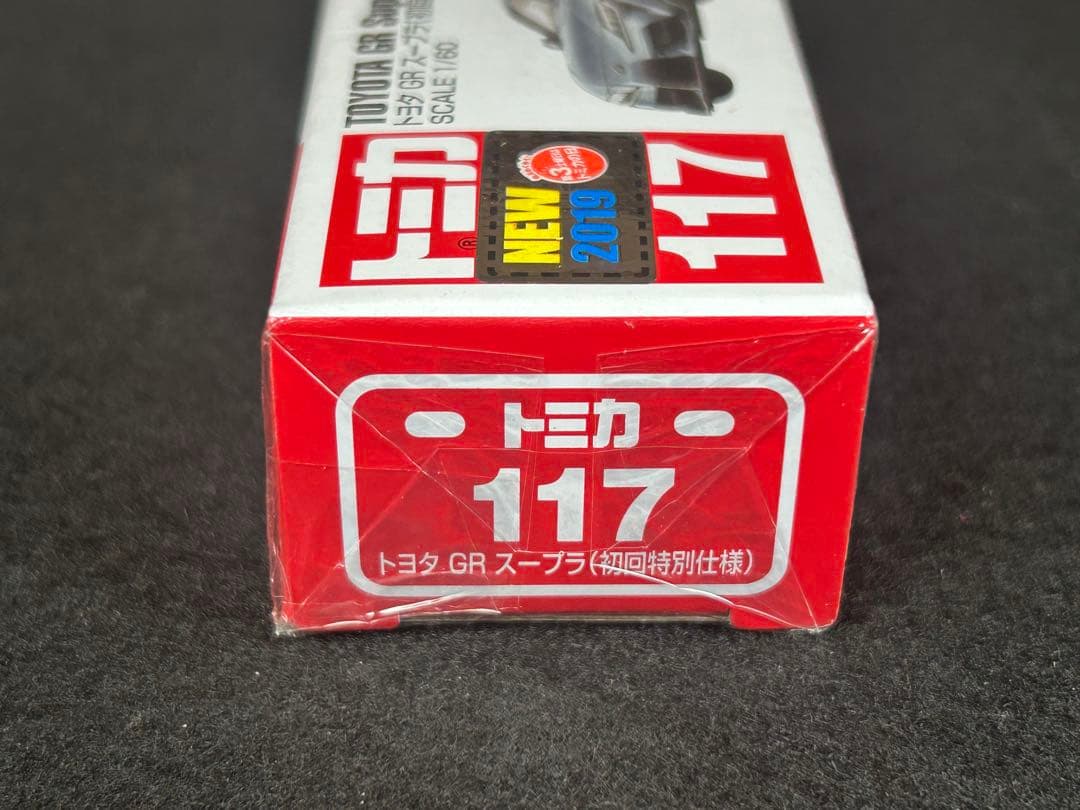 TOYOTA GR
トヨタ GR スープラ
SCALE 1/60
トミカ
®
NEW
2019
117
トミカ
117
トヨタ GR スープラ(初回特別仕様)